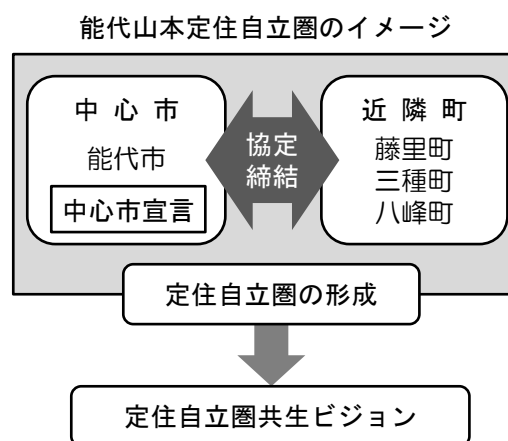 能代山本定住自立圏のイメージ
中心市
能代市
中心市宣言
協定
締結
近隣町
藤里町
三種町
八峰町
定住自立圏の形成
定住自立圏共生ビジョン